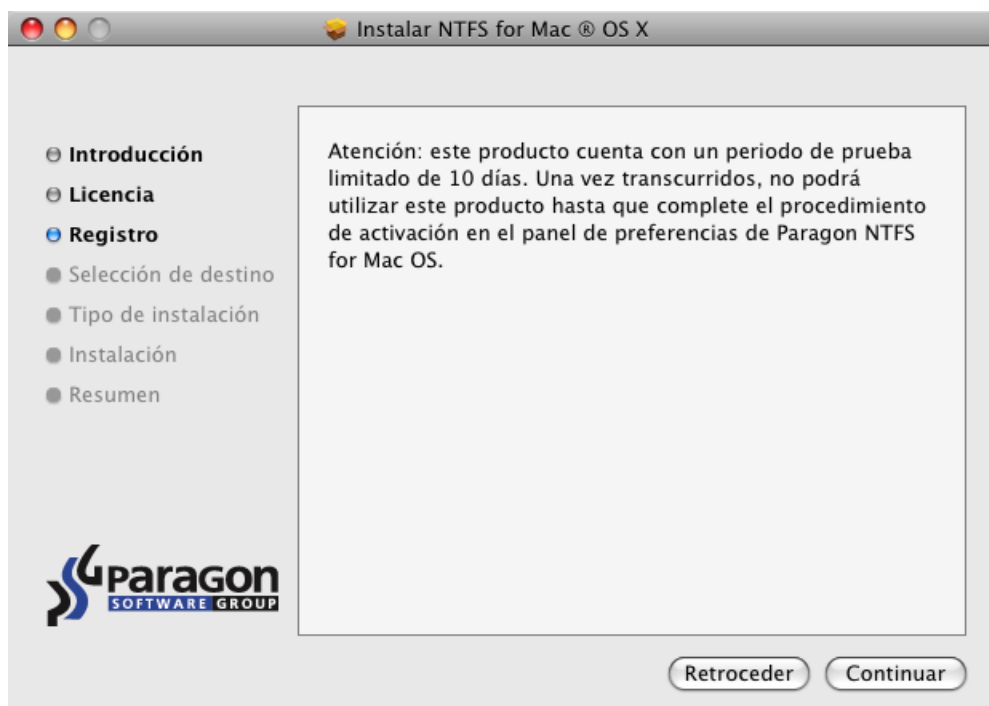 Instalar NTFS for Mac ® OS X
Introducción
Licencia
Registro
Selección de destino
Tipo de instalación
Instalación
Resumen
Atención: este producto cuenta con un periodo de prueba
limitado de 10 días. Una vez transcurridos, no podrá
utilizar este producto hasta que complete el procedimiento
de activación en el panel de preferencias de Paragon NTFS
for Mac OS.
Paragon
SOFTWARE GROUP
Retroceder
Continuar